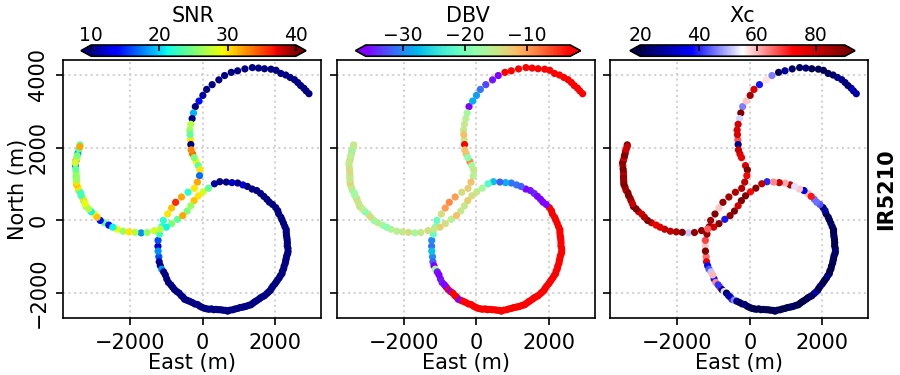 SNR DBV Xc
10 20 30 40 −30 −20 −10 20 40 60 80
4000
2000
0
−2000
North (m)
IR5210
−2000 0 2000 −2000 0 2000 −2000 0 2000
East (m) East (m) East (m)